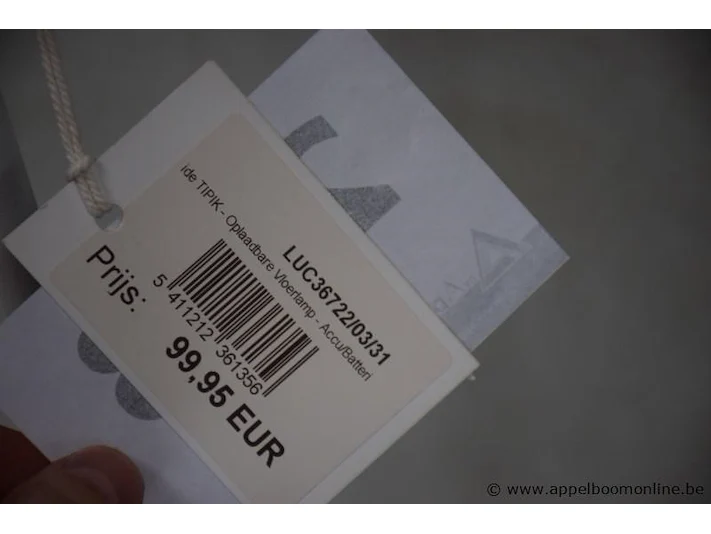 LUC36722/03/31
ide TIPIK - Oplaadbare Vloerlamp - Accu/Batteri
5 411212 361356
Prijs:
99,95 EUR
© www.appelboomonline.be